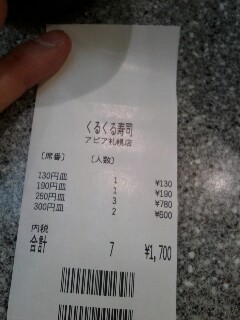 くるくる寿司
アピア札幌店
[席番] [人数]
130円皿 1 ¥130
190円皿 1 ¥190
260円皿 3 ¥780
300円皿 2 ¥600
内税
合計 7 ¥1,700